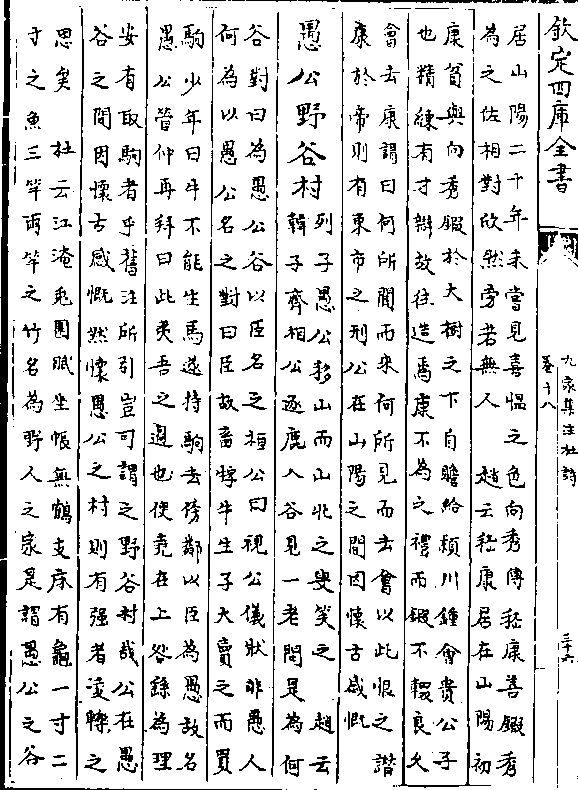 欽定四庫全書
九家集注杜詩
卷十八
三十六
居山陽二十年未嘗見喜慍之色向秀傳嵇康善鍛秀
為之佐相對欣然旁若無人　趙云嵇康居在山陽初
康貧與向秀鍛於大樹之下自贍給潁川鍾會貴公子
也精練有才辯故往造焉康不為之禮而鍛不輟良久
會去康謂曰何所聞而來何所見而去會以此恨之譛
康於帝則有東市之刑公在山陽之間因懷古感慨
愚公野谷村
列子愚公移山而山北之叟笑之　趙云
韓子齊桓公逐鹿入谷見一老問是為何
谷對曰為愚公谷以臣名之桓公曰視公儀狀非愚人
何為以愚公名之對曰臣故畜牸牛生子大賣之而買
駒少年曰牛不能生馬遂持駒去傍鄰以臣為愚故名
愚公管仲再拜曰此夷吾之過也使堯在上咎繇為理
安有取駒者乎舊注所引豈可謂之野谷村哉公在愚
谷之間因懷古感慨然懷愚公之村則有强者凌轢之
思矣　杜云江淹兎園賦坐帳無鶴支床有龜一寸二
寸之魚三竿兩竿之竹名為野人之家是謂愚公之谷